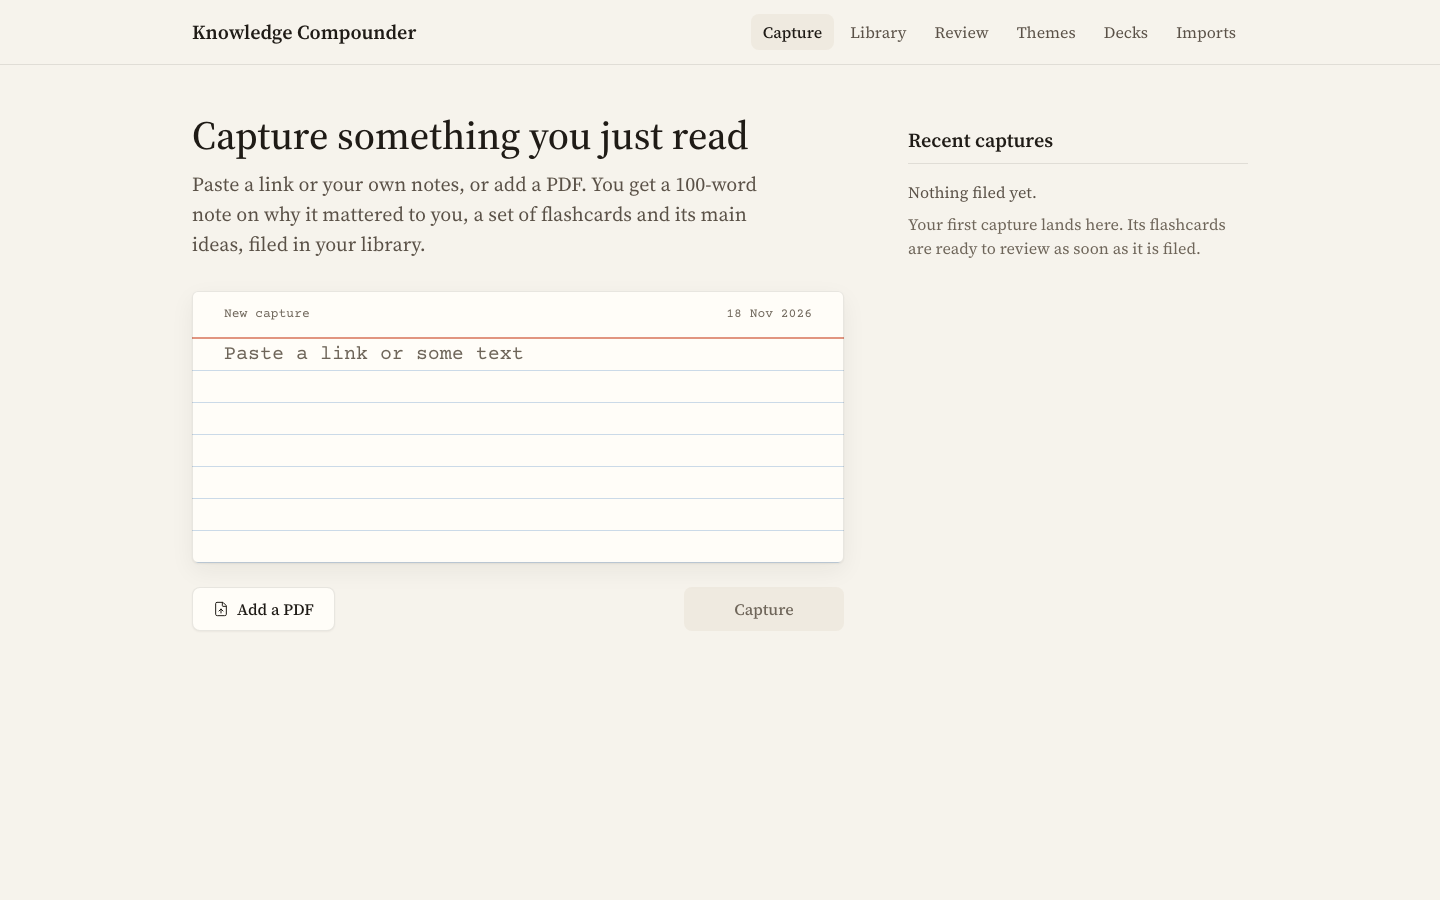 Knowledge Compounder
Capture Library Review Themes Decks Imports
Capture something you just read
Paste a link or your own notes, or add a PDF. You get a 100-word
note on why it mattered to you, a set of flashcards and its main
ideas, filed in your library.
New capture 18 Nov 2026
Paste a link or some text
Add a PDF
Capture
Recent captures
Nothing filed yet.
Your first capture lands here. Its flashcards
are ready to review as soon as it is filed.